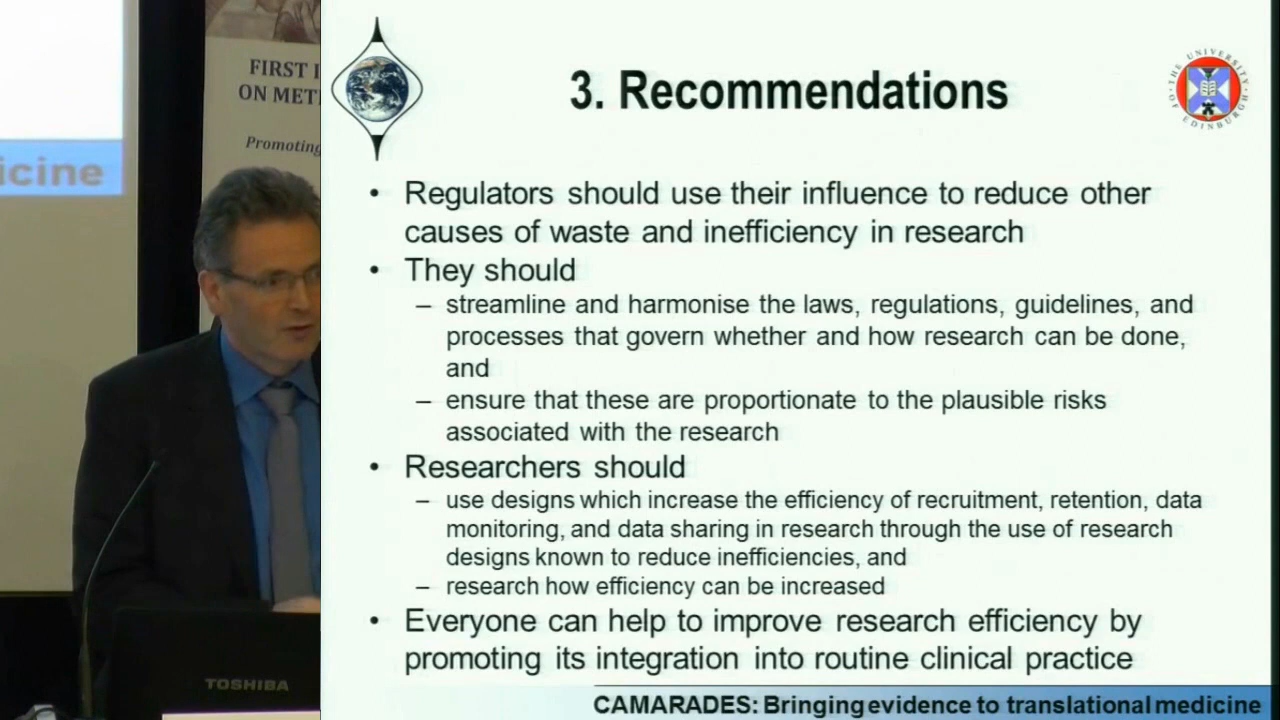 icine
FIRST I
ON MET
Promoting
TOSHIBA
3. Recommendations
THE UNIVERSITY OF EDINBURGH
• Regulators should use their influence to reduce other
causes of waste and inefficiency in research
• They should
– streamline and harmonise the laws, regulations, guidelines, and
processes that govern whether and how research can be done,
and
– ensure that these are proportionate to the plausible risks
associated with the research
• Researchers should
– use designs which increase the efficiency of recruitment, retention, data
monitoring, and data sharing in research through the use of research
designs known to reduce inefficiencies, and
– research how efficiency can be increased
• Everyone can help to improve research efficiency by
promoting its integration into routine clinical practice
CAMARADES: Bringing evidence to translational medicine